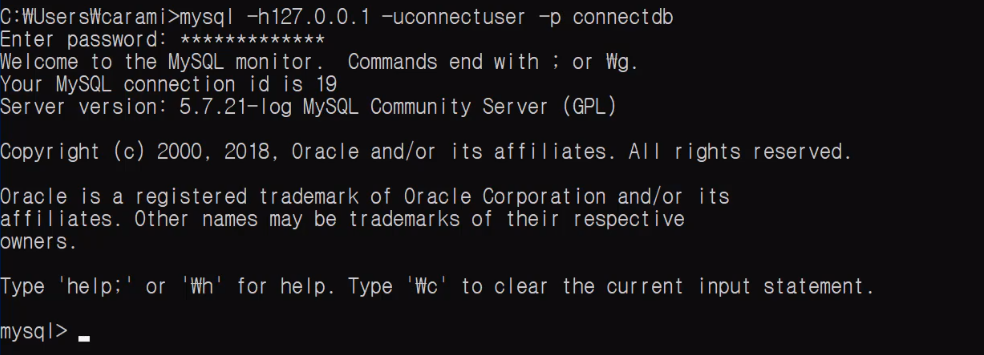 C:₩Users₩carami>mysql -h127.0.0.1 -uconnectuser -p connectdb
Enter password: *************
Welcome to the MySQL monitor.  Commands end with ; or ₩g.
Your MySQL connection id is 19
Server version: 5.7.21-log MySQL Community Server (GPL)
Copyright (c) 2000, 2018, Oracle and/or its affiliates. All rights reserved.
Oracle is a registered trademark of Oracle Corporation and/or its
affiliates. Other names may be trademarks of their respective
owners.
Type 'help;' or '₩h' for help. Type '₩c' to clear the current input statement.
mysql>